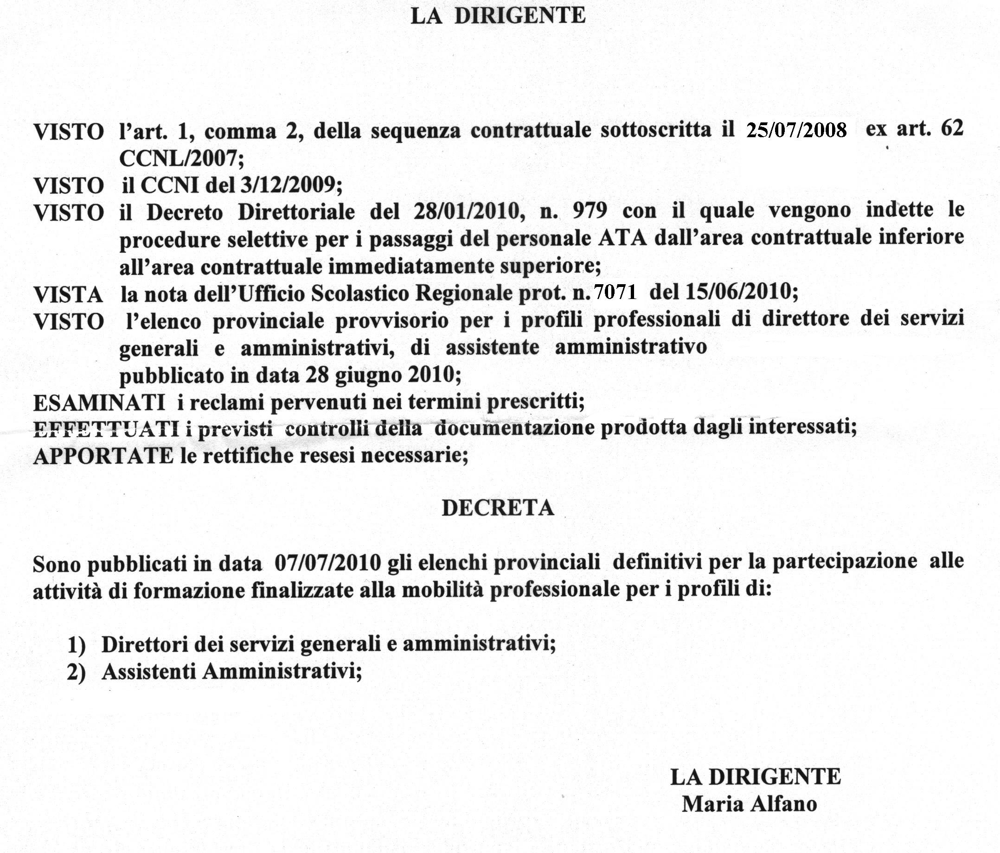 LA DIRIGENTE
VISTO l'art. 1, comma 2, della sequenza contrattuale sottoscritta il 25/07/2008 ex art. 62
CCNL/2007;
VISTO il CCNI del 3/12/2009;
VISTO il Decreto Direttoriale del 28/01/2010, n. 979 con il quale vengono indette le
procedure selettive per i passaggi del personale ATA dall'area contrattuale inferiore
all'area contrattuale immediatamente superiore;
VISTA la nota dell'Ufficio Scolastico Regionale prot. n. 7071 del 15/06/2010;
VISTO l'elenco provinciale provvisorio per i profili professionali di direttore dei servizi
generali e amministrativi, di assistente amministrativo
pubblicato in data 28 giugno 2010;
ESAMINATI i reclami pervenuti nei termini prescritti;
EFFETTUATI i previsti controlli della documentazione prodotta dagli interessati;
APPORTATE le rettifiche resesi necessarie;
DECRETA
Sono pubblicati in data 07/07/2010 gli elenchi provinciali definitivi per la partecipazione alle
attività di formazione finalizzate alla mobilità professionale per i profili di:
1) Direttori dei servizi generali e amministrativi;
2) Assistenti Amministrativi;
LA DIRIGENTE
Maria Alfano